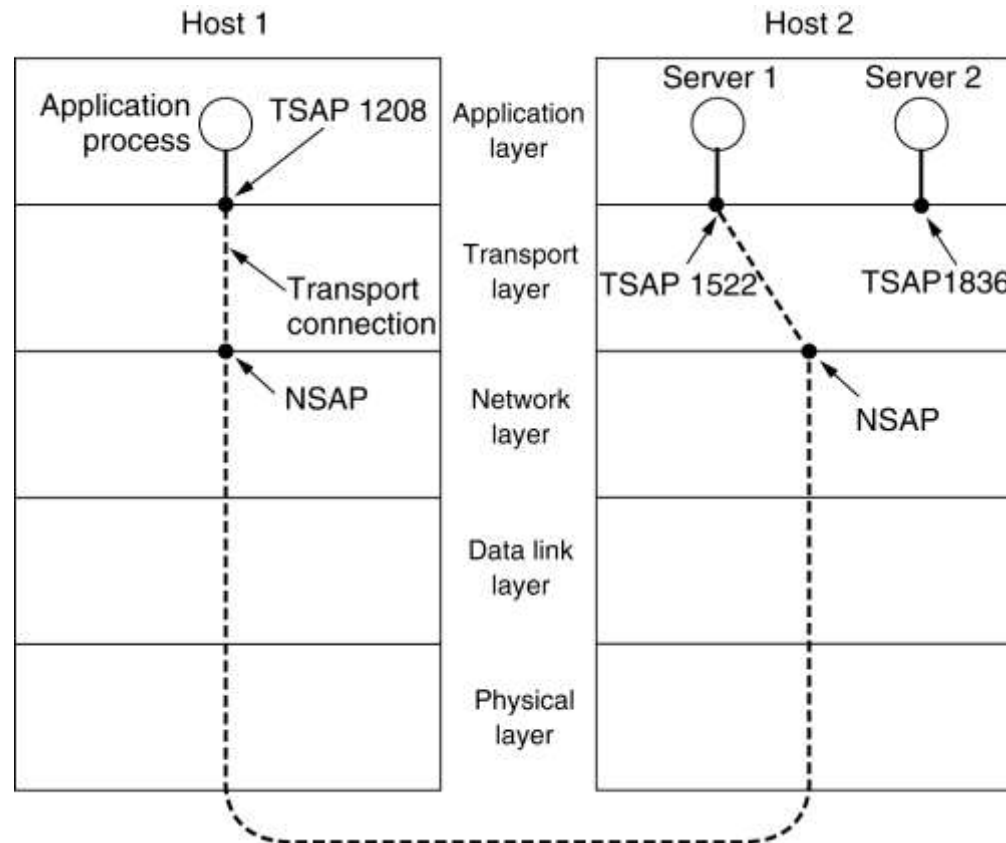 Host 1
Host 2
Application
process
TSAP 1208
Application
layer
Server 1
Server 2
Transport
connection
Transport
layer
TSAP 1522
TSAP1836
NSAP
Network
layer
NSAP
Data link
layer
Physical
layer